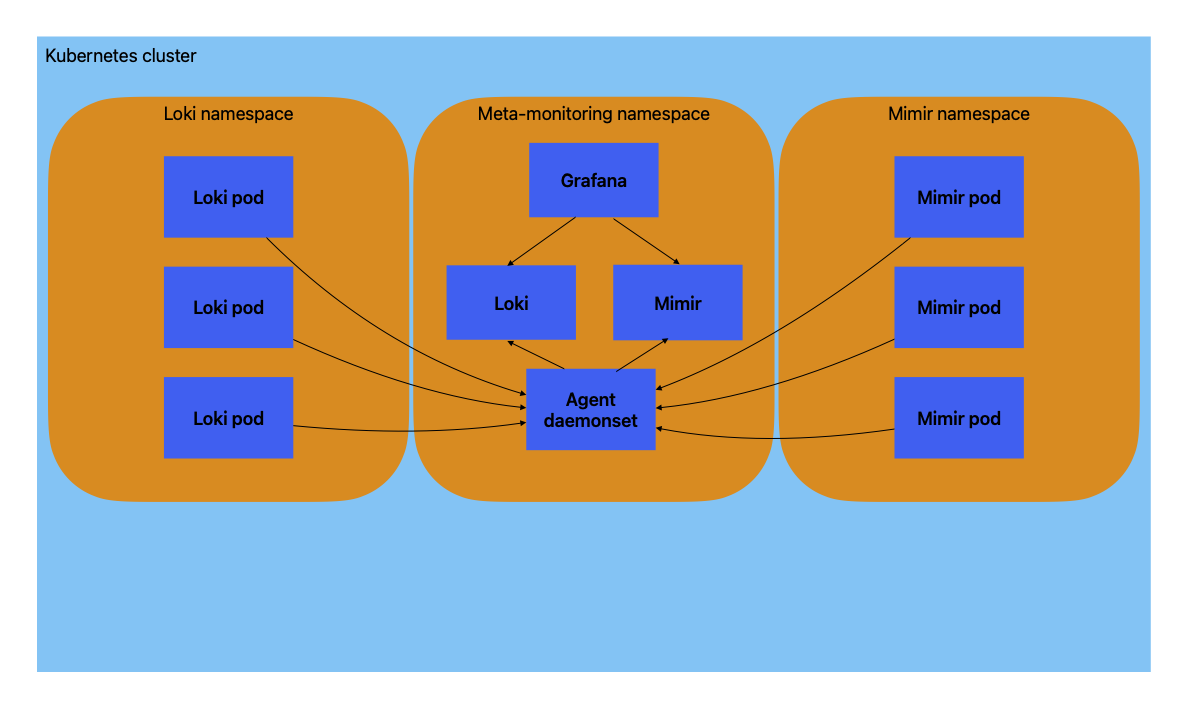 Kubernetes cluster
Loki namespace
Loki pod
Loki pod
Loki pod
Meta-monitoring namespace
Grafana
Loki
Mimir
Agent
daemonset
Mimir namespace
Mimir pod
Mimir pod
Mimir pod